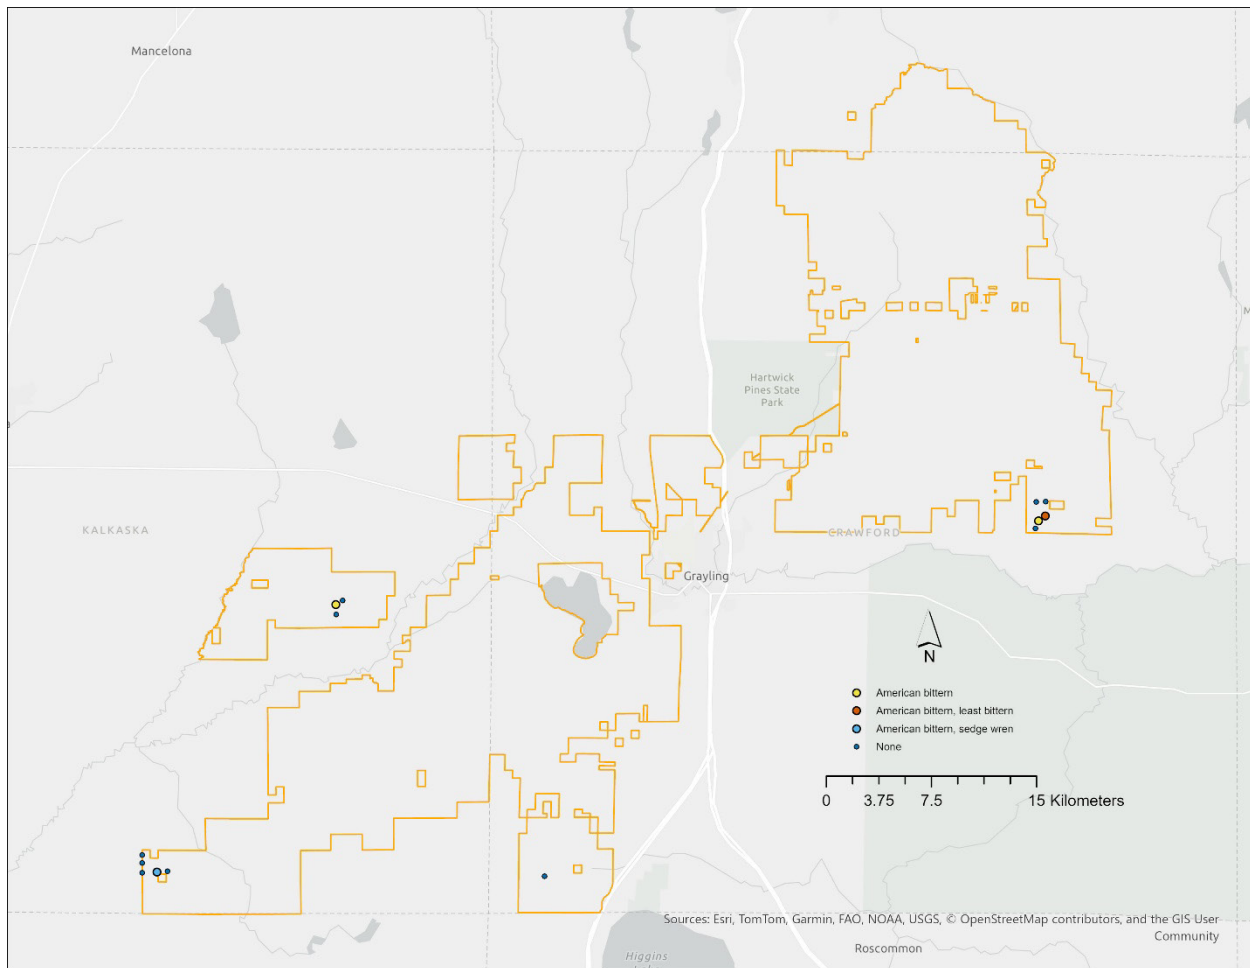 Mancelona
Hartwick
Pines State
Park
KALKASKA
CRAWFORD
Grayling
N
American bittern
American bittern, least bittern
American bittern, sedge wren
None
0 3.75 7.5 15 Kilometers
Sources: Esri, TomTom, Garmin, FAO, NOAA, USGS, © OpenStreetMap contributors, and the GIS User
Community
Roscommon
Higgins